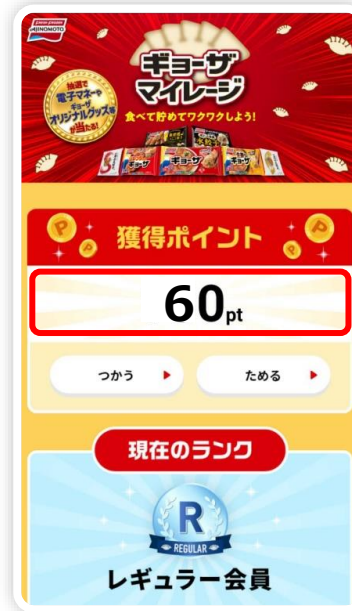 AJINOMOTO
ギョーザ
マイレージ
抽選で
電子マネーや
ギョーザ
オリジナルグッズ等
が当たる!
食べて貯めてワクワクしよう!
ギョーザ
獲得ポイント
60pt
つかう
ためる
現在のランク
R
REGULAR
レギュラー会員